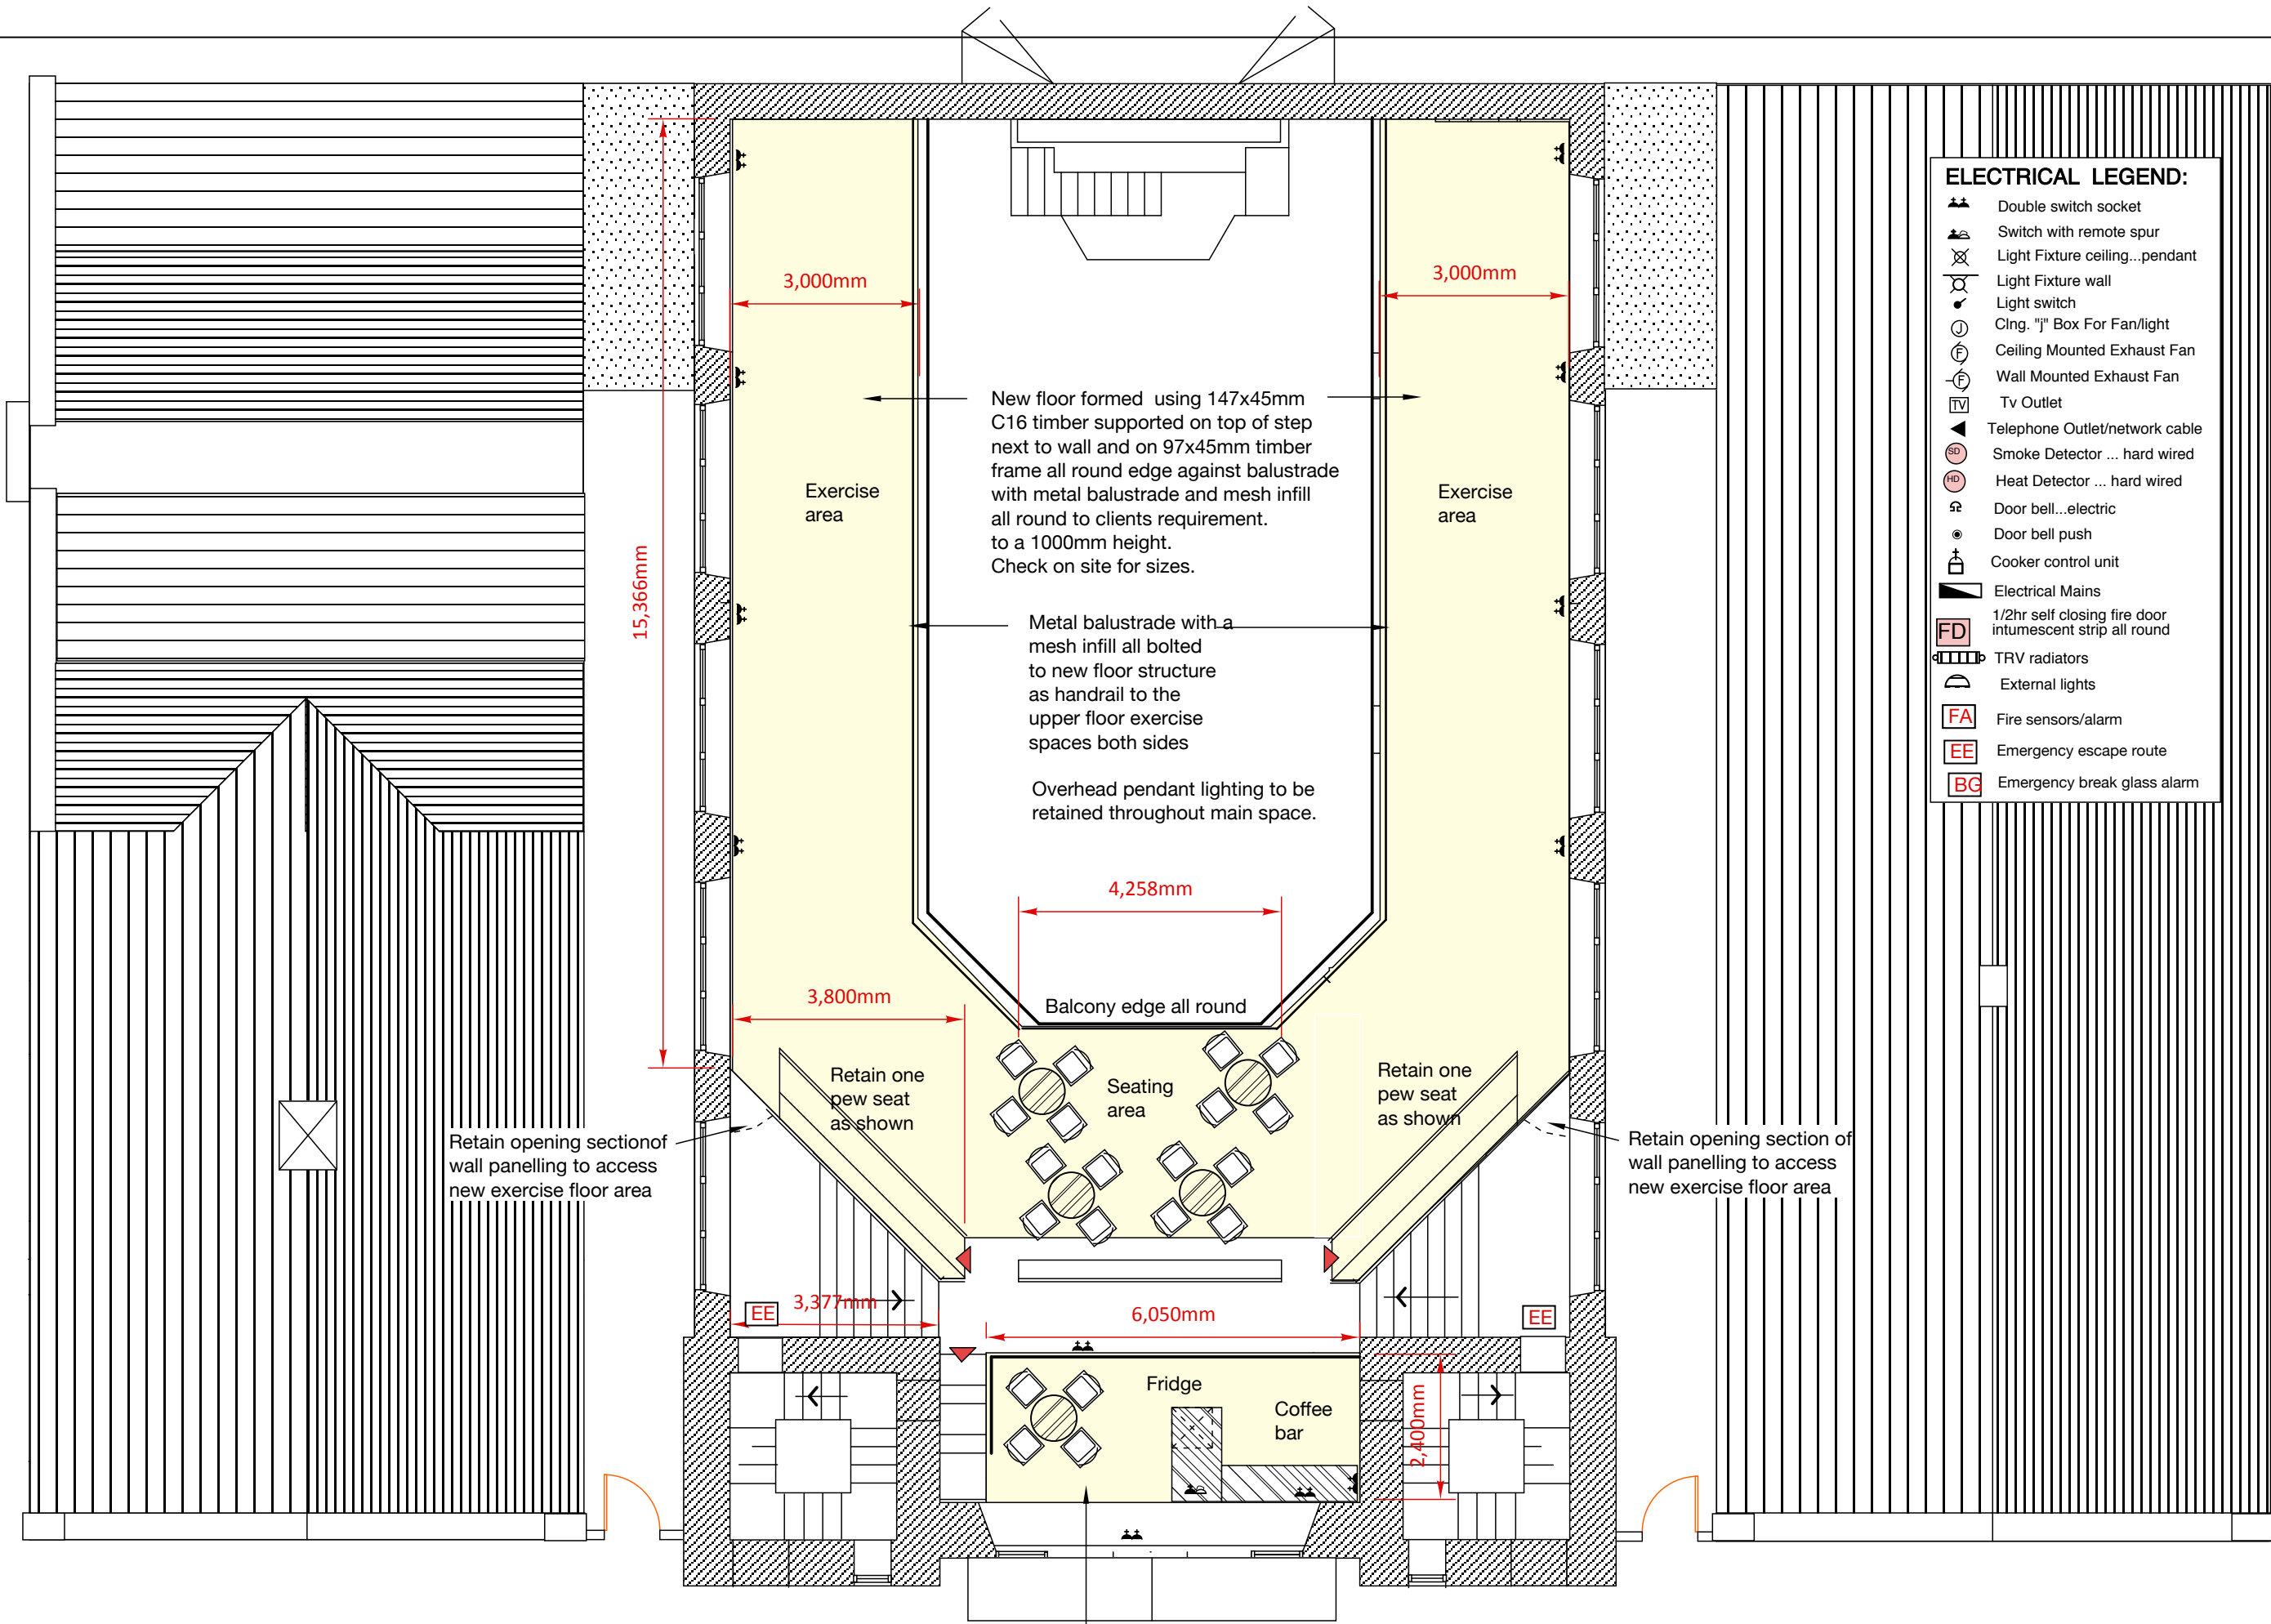 ELECTRICAL LEGEND:
Double switch socket
Switch with remote spur
Light Fixture ceiling...pendant
Light Fixture wall
Light switch
J Clng. "j" Box For Fan/light
F Ceiling Mounted Exhaust Fan
F Wall Mounted Exhaust Fan
TV Tv Outlet
Telephone Outlet/network cable
SD Smoke Detector ... hard wired
HD Heat Detector ... hard wired
Door bell...electric
Door bell push
Cooker control unit
Electrical Mains
1/2hr self closing fire door
FD intumescent strip all round
TRV radiators
External lights
FA Fire sensors/alarm
EE Emergency escape route
BG Emergency break glass alarm
3,000mm
3,000mm
15,366mm
New floor formed using 147x45mm
C16 timber supported on top of step
next to wall and on 97x45mm timber
frame all round edge against balustrade
with metal balustrade and mesh infill
all round to clients requirement.
to a 1000mm height.
Check on site for sizes.
Exercise
area
Exercise
area
Metal balustrade with a
mesh infill all bolted
to new floor structure
as handrail to the
upper floor exercise
spaces both sides
Overhead pendant lighting to be
retained throughout main space.
4,258mm
3,800mm
Balcony edge all round
Retain one
pew seat
as shown
Seating
area
Retain one
pew seat
as shown
Retain opening sectionof
wall panelling to access
new exercise floor area
Retain opening section of
wall panelling to access
new exercise floor area
EE
3,377mm
6,050mm
EE
Fridge
Coffee
bar
2,400mm